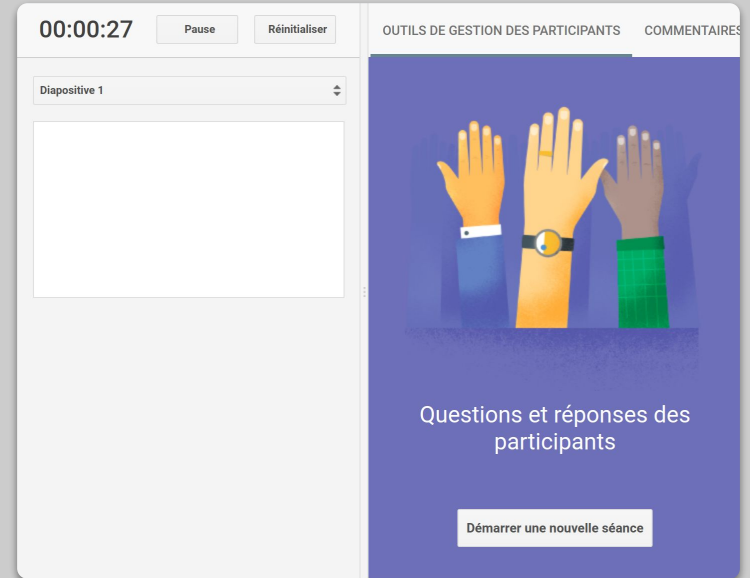 00:00:27
Pause
Réinitialiser
Diapositive 1
OUTILS DE GESTION DES PARTICIPANTS
COMMENTAIRES
Questions et réponses des
participants
Démarrer une nouvelle séance